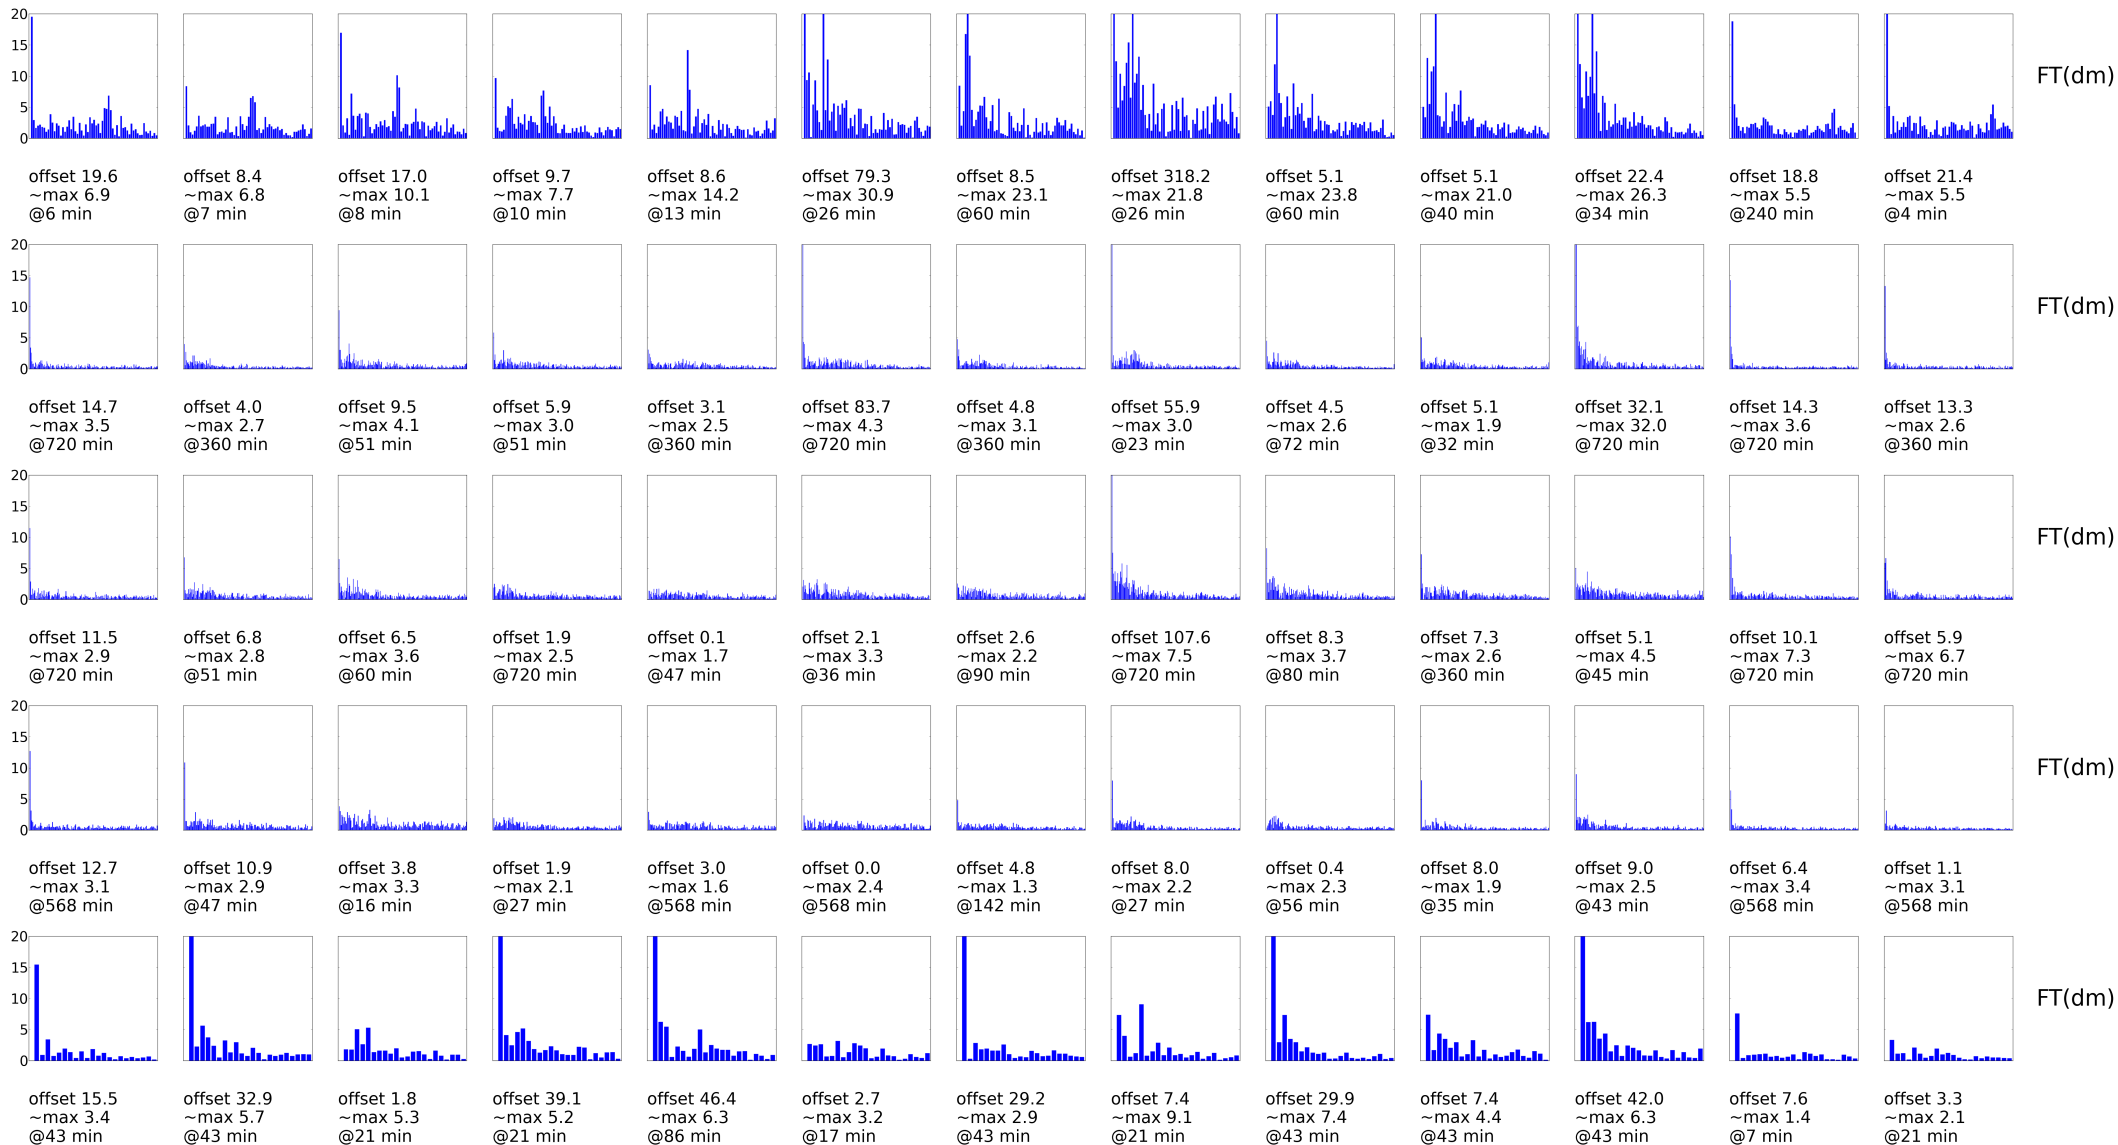 20
15
10
5
0
FT(dm)
offset 19.6 offset 8.4 offset 17.0 offset 9.7 offset 8.6 offset 79.3 offset 8.5 offset 318.2 offset 5.1 offset 5.1 offset 22.4 offset 18.8 offset 21.4
~max 6.9 ~max 6.8 ~max 10.1 ~max 7.7 ~max 14.2 ~max 30.9 ~max 23.1 ~max 21.8 ~max 23.8 ~max 21.0 ~max 26.3 ~max 5.5 ~max 5.5
@6 min @7 min @8 min @10 min @13 min @26 min @60 min @26 min @60 min @40 min @34 min @240 min @4 min
20
15
10
5
0
FT(dm)
offset 14.7 offset 4.0 offset 9.5 offset 5.9 offset 3.1 offset 83.7 offset 4.8 offset 55.9 offset 4.5 offset 5.1 offset 32.1 offset 14.3 offset 13.3
~max 3.5 ~max 2.7 ~max 4.1 ~max 3.0 ~max 2.5 ~max 4.3 ~max 3.1 ~max 3.0 ~max 2.6 ~max 1.9 ~max 32.0 ~max 3.6 ~max 2.6
@720 min @360 min @51 min @51 min @360 min @720 min @360 min @23 min @72 min @32 min @720 min @720 min @360 min
20
15
10
5
0
FT(dm)
offset 11.5 offset 6.8 offset 6.5 offset 1.9 offset 0.1 offset 2.1 offset 2.6 offset 107.6 offset 8.3 offset 7.3 offset 5.1 offset 10.1 offset 5.9
~max 2.9 ~max 2.8 ~max 3.6 ~max 2.5 ~max 1.7 ~max 3.3 ~max 2.2 ~max 7.5 ~max 3.7 ~max 2.6 ~max 4.5 ~max 7.3 ~max 6.7
@720 min @51 min @60 min @720 min @47 min @36 min @90 min @720 min @80 min @360 min @45 min @720 min @720 min
20
15
10
5
0
FT(dm)
offset 12.7 offset 10.9 offset 3.8 offset 1.9 offset 3.0 offset 0.0 offset 4.8 offset 8.0 offset 0.4 offset 8.0 offset 9.0 offset 6.4 offset 1.1
~max 3.1 ~max 2.9 ~max 3.3 ~max 2.1 ~max 1.6 ~max 2.4 ~max 1.3 ~max 2.2 ~max 2.3 ~max 1.9 ~max 2.5 ~max 3.4 ~max 3.1
@568 min @47 min @16 min @27 min @568 min @568 min @142 min @27 min @56 min @35 min @43 min @568 min @568 min
20
15
10
5
0
FT(dm)
offset 15.5 offset 32.9 offset 1.8 offset 39.1 offset 46.4 offset 2.7 offset 29.2 offset 7.4 offset 29.9 offset 7.4 offset 42.0 offset 7.6 offset 3.3
~max 3.4 ~max 5.7 ~max 5.3 ~max 5.2 ~max 6.3 ~max 3.2 ~max 2.9 ~max 9.1 ~max 7.4 ~max 4.4 ~max 6.3 ~max 1.4 ~max 2.1
@43 min @43 min @21 min @21 min @86 min @17 min @43 min @21 min @43 min @43 min @43 min @7 min @21 min